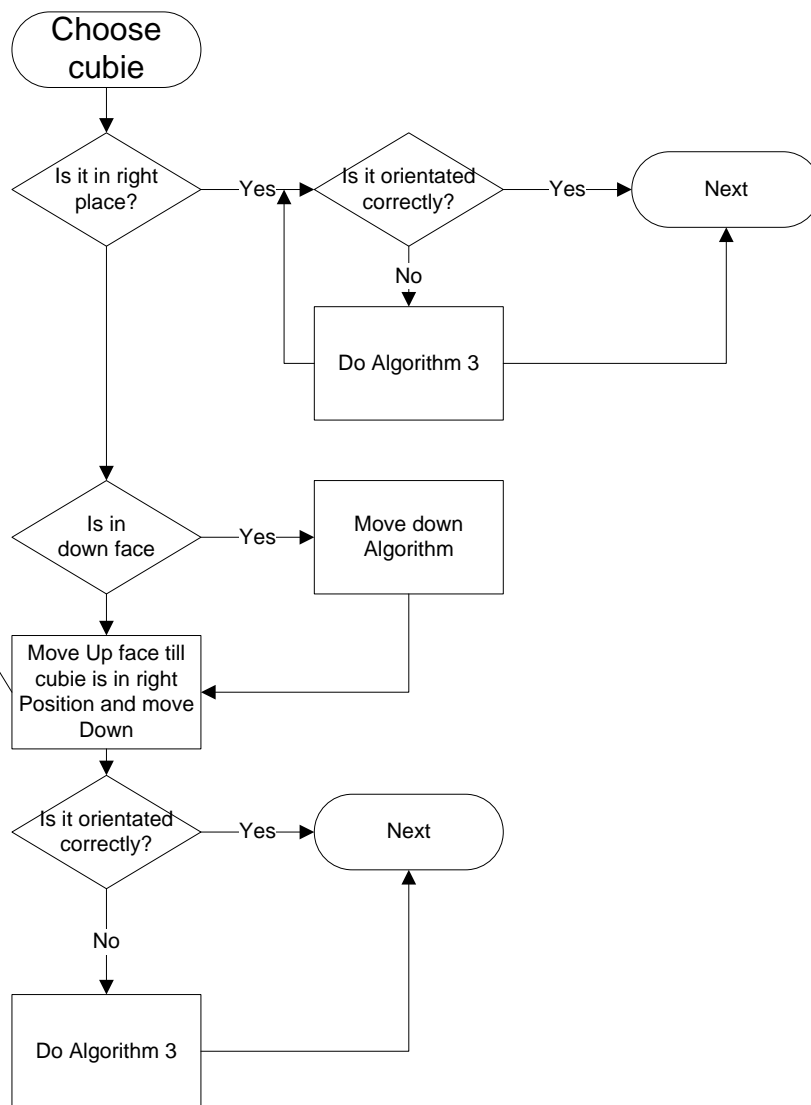 Choose
cubie
Is it in right
place?
Yes
Is it orientated
correctly?
Yes
Next
No
Do Algorithm 3
Is in
down face
Yes
Move down
Algorithm
Move Up face till
cubie is in right
Position and move
Down
Is it orientated
correctly?
Yes
Next
No
Do Algorithm 3